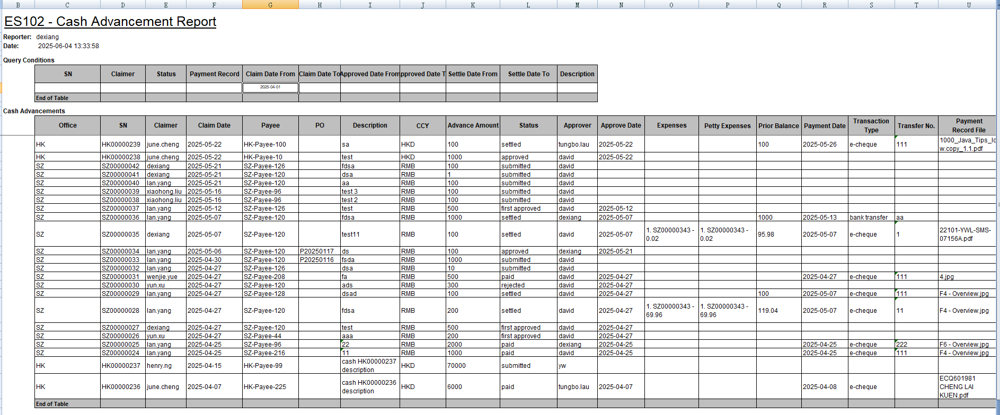 B C D E F G H I J K L M N O P Q R S T U
ES102 - Cash Advancement Report
Reporter: dexiang
Date: 2025-06-04 13:33:58
Query Conditions
SN Claimer Status Payment Record Claim Date From Claim Date To Approved Date From pproved Date T Settle Date From Settle Date To Description
2025-04-01
End of Table
Cash Advancements
Office SN Claimer Claim Date Payee PO Description CCY Advance Amount Status Approver Approve Date Expenses Petty Expenses Prior Balance Payment Date Transaction Type Transfer No. Payment Record File
HK HK00000239 june.cheng 2025-05-22 HK-Payee-100 sa HKD 100 settled tungbo.lau 2025-05-22 100 2025-05-26 e-cheque 111 1000_Java_Tips_lo w.copy_1.1.pdf
HK HK00000238 june.cheng 2025-05-22 HK-Payee-10 test HKD 1000 approved david 2025-05-22
SZ SZ00000042 dexiang 2025-05-21 SZ-Payee-126 fdsa RMB 100 submitted david
SZ SZ00000041 dexiang 2025-05-21 SZ-Payee-120 dsa RMB 1 submitted david
SZ SZ00000040 lan.yang 2025-05-21 SZ-Payee-120 aa RMB 100 submitted david
SZ SZ00000039 xiaohong.liu 2025-05-16 SZ-Payee-96 test 3 RMB 100 submitted david
SZ SZ00000038 xiaohong.liu 2025-05-16 SZ-Payee-96 test 2 RMB 100 submitted david
SZ SZ00000037 lan.yang 2025-05-12 SZ-Payee-126 test RMB 500 first approved david 2025-05-12
SZ SZ00000036 lan.yang 2025-05-07 SZ-Payee-120 fdsa RMB 1000 settled dexiang 2025-05-07 1000 2025-05-13 bank transfer aa
SZ SZ00000035 dexiang 2025-05-07 SZ-Payee-120 test11 RMB 100 settled david 2025-05-07 1. SZ00000343 - 0.02 1. SZ00000343 - 0.02 95.98 2025-05-07 e-cheque 1 22101-YWL-SMS-07156A.pdf
SZ SZ00000034 lan.yang 2025-05-06 SZ-Payee-120 P20250117 ds RMB 100 approved dexiang 2025-05-21
SZ SZ00000033 lan.yang 2025-04-30 SZ-Payee-120 P20250116 fsda RMB 1000 submitted david
SZ SZ00000032 lan.yang 2025-04-27 SZ-Payee-126 dsa RMB 10 submitted david
SZ SZ00000031 wenjie.yue 2025-04-27 SZ-Payee-208 fa RMB 500 paid david 2025-04-27 2025-04-27 e-cheque 111 4.jpg
SZ SZ00000030 yun.xu 2025-04-27 SZ-Payee-120 ads RMB 300 rejected david 2025-04-27
SZ SZ00000029 lan.yang 2025-04-27 SZ-Payee-128 dsad RMB 100 settled david 2025-04-27 100 2025-05-07 e-cheque 111 F4 - Overview.jpg
SZ SZ00000028 lan.yang 2025-04-27 SZ-Payee-120 fdsa RMB 200 settled david 2025-04-27 1. SZ00000343 - 69.96 1. SZ00000343 - 69.96 119.04 2025-05-07 e-cheque 11 F4 - Overview.jpg
SZ SZ00000027 dexiang 2025-04-27 SZ-Payee-120 test RMB 500 first approved david 2025-04-27
SZ SZ00000026 yun.xu 2025-04-27 SZ-Payee-44 aaa RMB 200 first approved david 2025-04-27
SZ SZ00000025 lan.yang 2025-04-25 SZ-Payee-96 22 RMB 2000 paid dexiang 2025-04-25 2025-04-25 e-cheque 222 F6 - Overview.jpg
SZ SZ00000024 lan.yang 2025-04-25 SZ-Payee-216 11 RMB 1000 paid david 2025-04-25 2025-04-25 e-cheque 111 F4 - Overview.jpg
HK HK00000237 henry.ng 2025-04-15 HK-Payee-99 cash HK00000237 description HKD 70000 submitted yw
HK HK00000236 june.cheng 2025-04-07 HK-Payee-225 cash HK00000236 description HKD 6000 paid tungbo.lau 2025-04-07 2025-04-08 e-cheque ECQ601981 CHENG LAI KUEN.pdf
End of Table